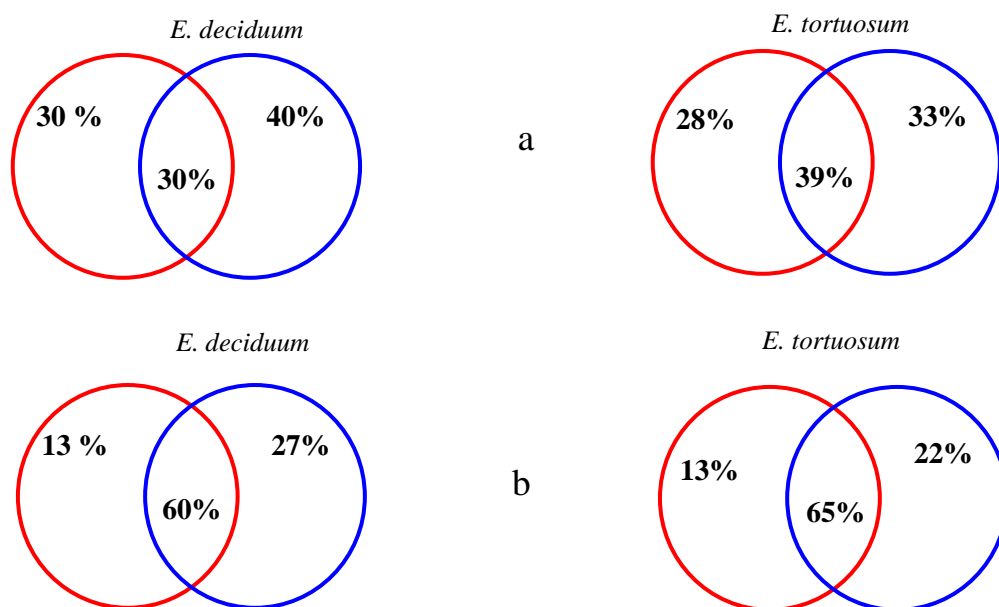 E. deciduum
E. tortuosum
30 %
40%
a
28%
33%
30%
39%
E. deciduum
E. tortuosum
13 %
27%
b
13%
22%
60%
65%